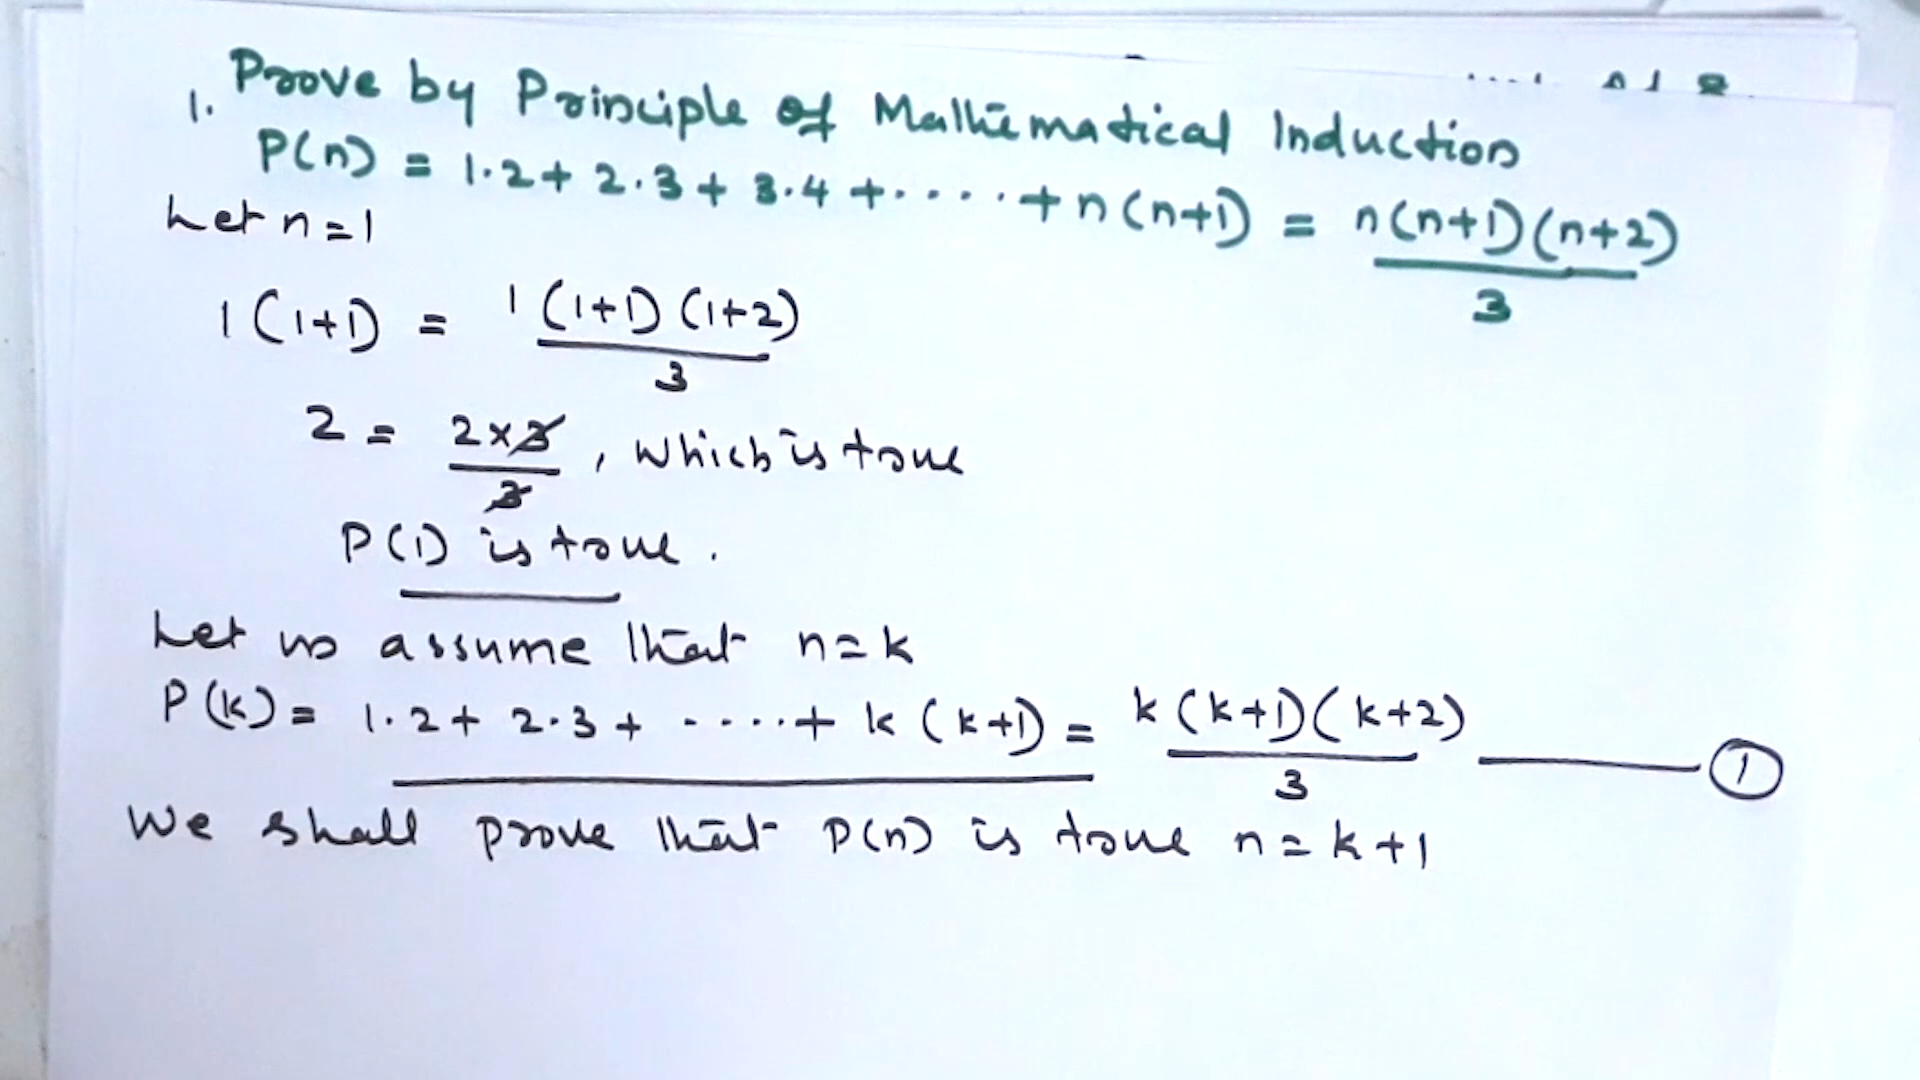 1. Prove by Principle of Mathematical Induction
P(n) = 1·2 + 2·3 + 3·4 + ..... + n(n+1) = n(n+1)(n+2)
3
Let n = 1
1(1+1) = 1(1+1)(1+2)
3
2 = 2×3 , which is true
3
P(1) is true.
Let us assume that n = k
P(k) = 1·2 + 2·3 + -....+ k(k+1) = k(k+1)(k+2)
3
①
We shall prove that P(n) is true n = k+1